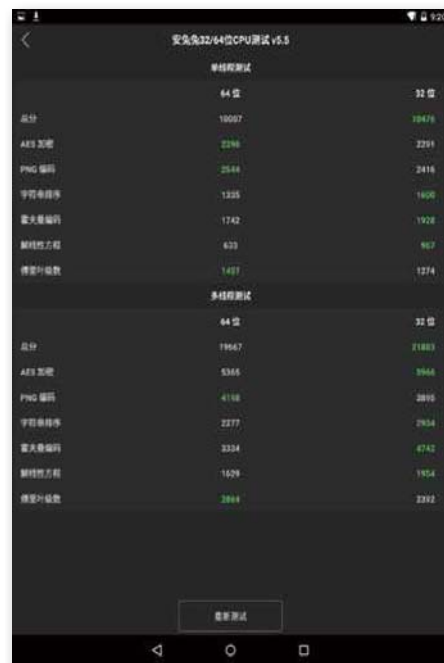 9:20
安兔兔32/64位CPU测试 v5.5
单线程测试
64 位 32 位
总分 10007 10476
AES 加密 2296 2291
PNG 编码 2544 2416
字符串排序 1335 1600
霍夫曼编码 1742 1928
解线性方程 633 967
傅里叶级数 1457 1274
多线程测试
64 位 32 位
总分 19667 21883
AES 加密 5365 5966
PNG 编码 4198 3895
字符串排序 2277 2934
霍夫曼编码 3334 4742
解线性方程 1629 1954
傅里叶级数 2864 2392
重新测试